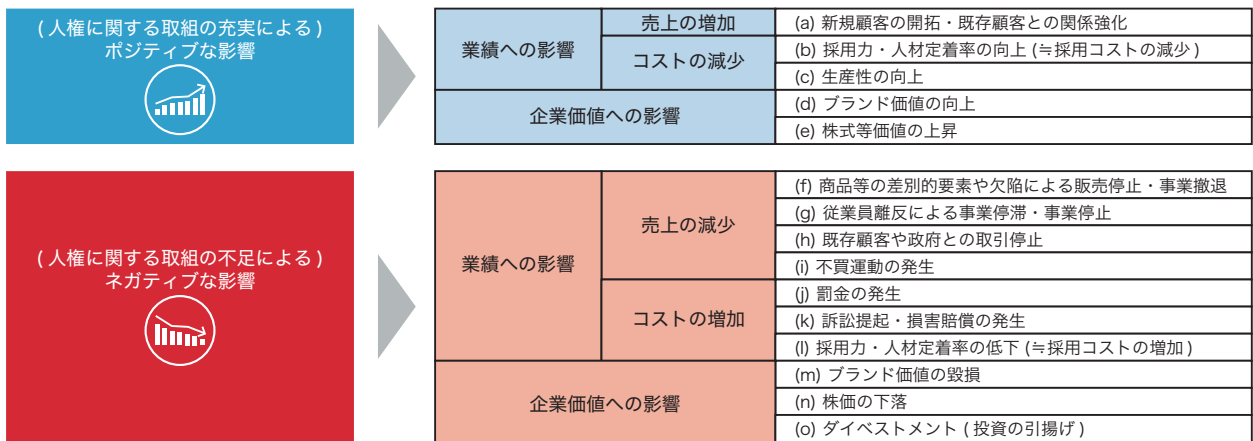 ( 人権に関する取組の充実による )
ポジティブな影響
業績への影響
売上の増加
(a) 新規顧客の開拓・既存顧客との関係強化
コストの減少
(b) 採用力・人材定着率の向上 (≒採用コストの減少 )
(c) 生産性の向上
企業価値への影響
(d) ブランド価値の向上
(e) 株式等価値の上昇
( 人権に関する取組の不足による )
ネガティブな影響
業績への影響
売上の減少
(f) 商品等の差別的要素や欠陥による販売停止・事業撤退
(g) 従業員離反による事業停滞・事業停止
(h) 既存顧客や政府との取引停止
(i) 不買運動の発生
コストの増加
(j) 罰金の発生
(k) 訴訟提起・損害賠償の発生
(l) 採用力・人材定着率の低下 (≒採用コストの増加 )
企業価値への影響
(m) ブランド価値の毀損
(n) 株価の下落
(o) ダイベストメント ( 投資の引揚げ )